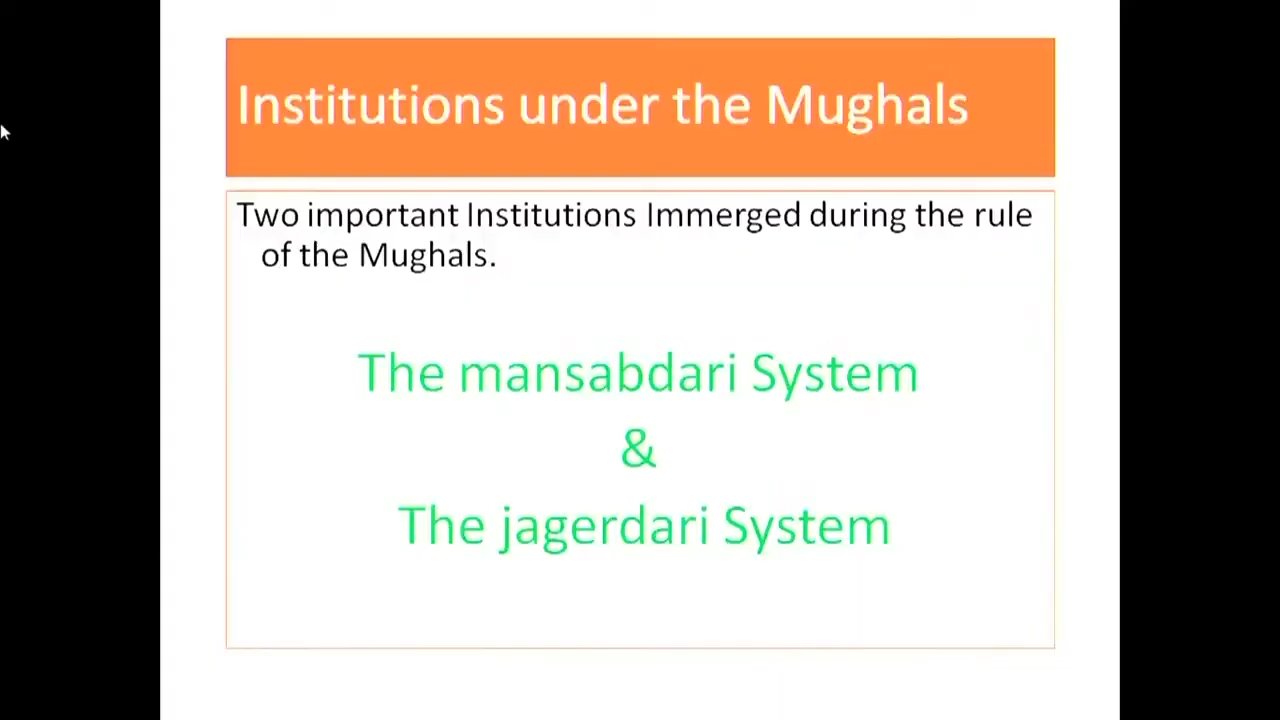 Institutions under the Mughals
Two important Institutions Immerged during the rule
of the Mughals.
The mansabdari System
&
The jagerdari System